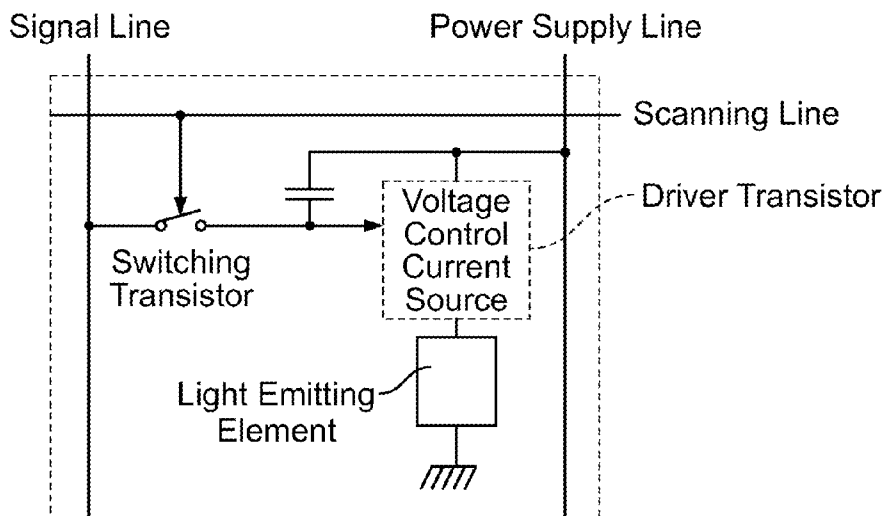 Signal Line
Power Supply Line
Scanning Line
Voltage
Control
Current
Source
Driver Transistor
Switching
Transistor
Light Emitting
Element